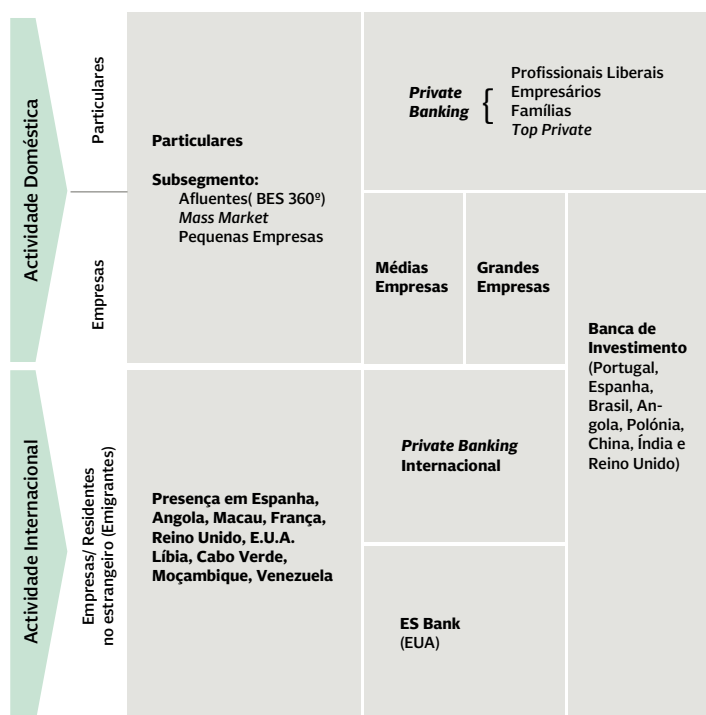 Actividade Doméstica
Particulares
Empresas
Particulares
Subsegmento:
Afluentes( BES 360º)
Mass Market
Pequenas Empresas
Private
Banking
{
Profissionais Liberais
Empresários
Famílias
Top Private
Médias
Empresas
Grandes
Empresas
Banca de
Investimento
(Portugal,
Espanha,
Brasil, An-
gola, Polónia,
China, Índia e
Reino Unido)
Actividade Internacional
Empresas/ Residentes
no estrangeiro (Emigrantes)
Presença em Espanha,
Angola, Macau, França,
Reino Unido, E.U.A.
Líbia, Cabo Verde,
Moçambique, Venezuela
Private Banking
Internacional
ES Bank
(EUA)